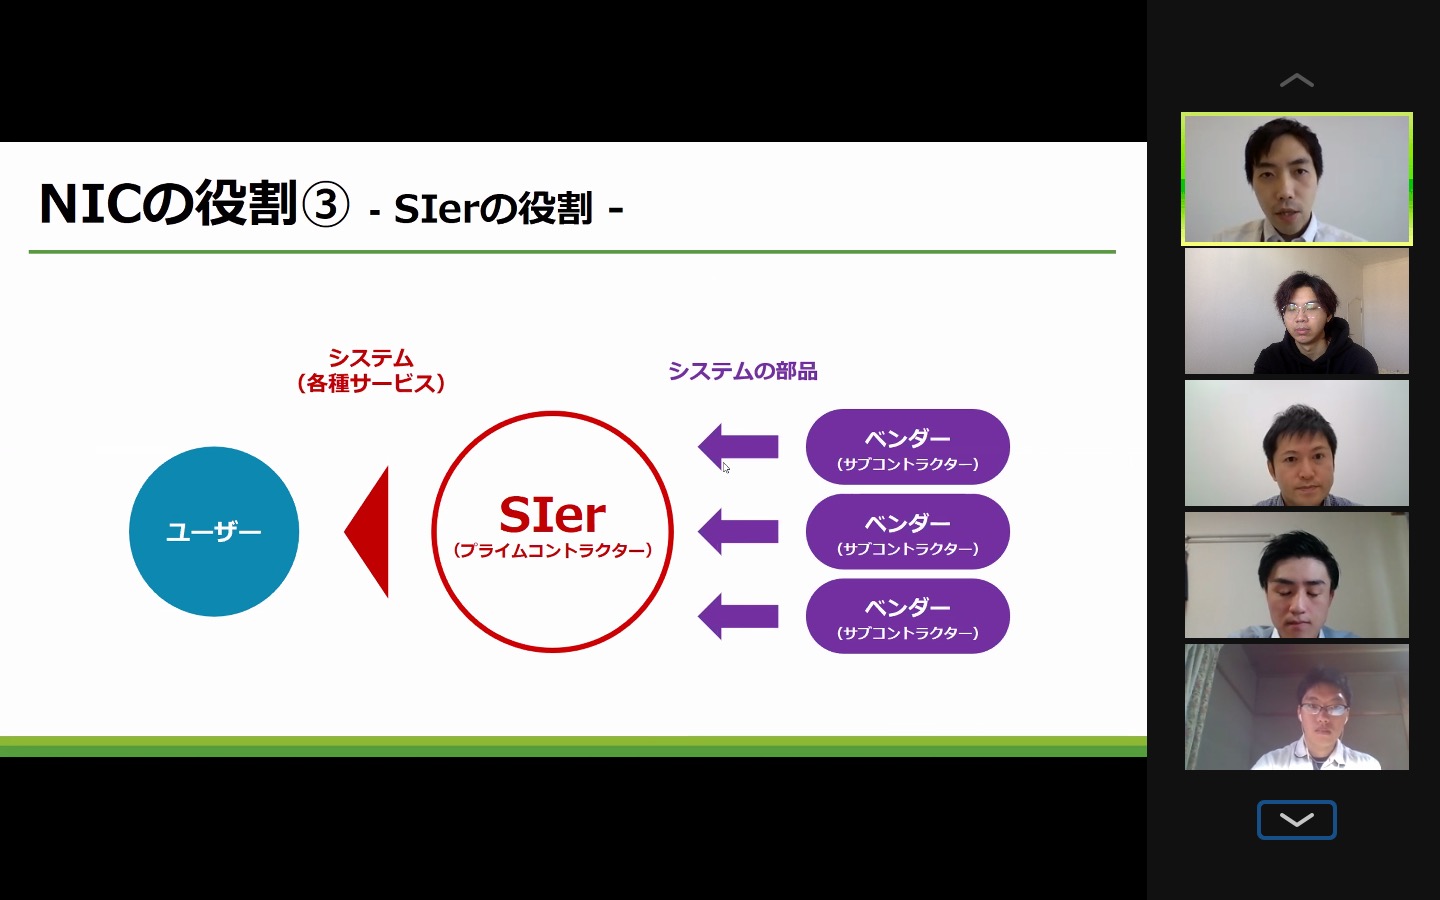 NICの役割③ - SIerの役割 -
システム
（各種サービス）
システムの部品
ユーザー
SIer
（プライムコントラクター）
ベンダー
（サブコントラクター）
ベンダー
（サブコントラクター）
ベンダー
（サブコントラクター）